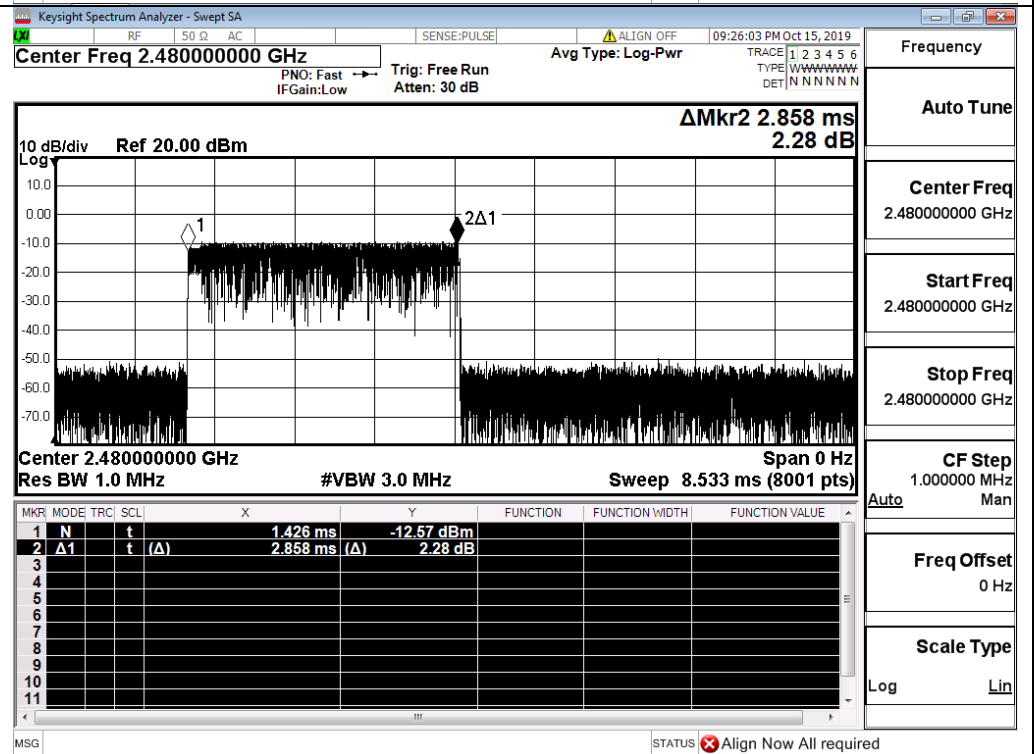 Keysight Spectrum Analyzer - Swept SA
LXI RF 50 Ω AC SENSE:PULSE ALIGN OFF 09:26:03 PM Oct 15, 2019
Center Freq 2.480000000 GHz
PNO: Fast
IFGain:Low
Trig: Free Run
Atten: 30 dB
Avg Type: Log-Pwr
TRACE 1 2 3 4 5 6
TYPE WWWWWWW
DET N N N N N N
ΔMkr2 2.858 ms
2.28 dB
10 dB/div Ref 20.00 dBm
Log
10.0
0.00
-10.0
-20.0
-30.0
-40.0
-50.0
-60.0
-70.0
1
2Δ1
Center 2.480000000 GHz Span 0 Hz
Res BW 1.0 MHz #VBW 3.0 MHz Sweep 8.533 ms (8001 pts)
MKR MODE TRC SCL X Y FUNCTION FUNCTION WIDTH FUNCTION VALUE
1 N t 1.426 ms -12.57 dBm
2 Δ1 t (Δ) 2.858 ms (Δ) 2.28 dB
3
4
5
6
7
8
9
10
11
MSG STATUS Align Now All required
Frequency
Auto Tune
Center Freq
2.480000000 GHz
Start Freq
2.480000000 GHz
Stop Freq
2.480000000 GHz
CF Step
1.000000 MHz
Auto Man
Freq Offset
0 Hz
Scale Type
Log Lin